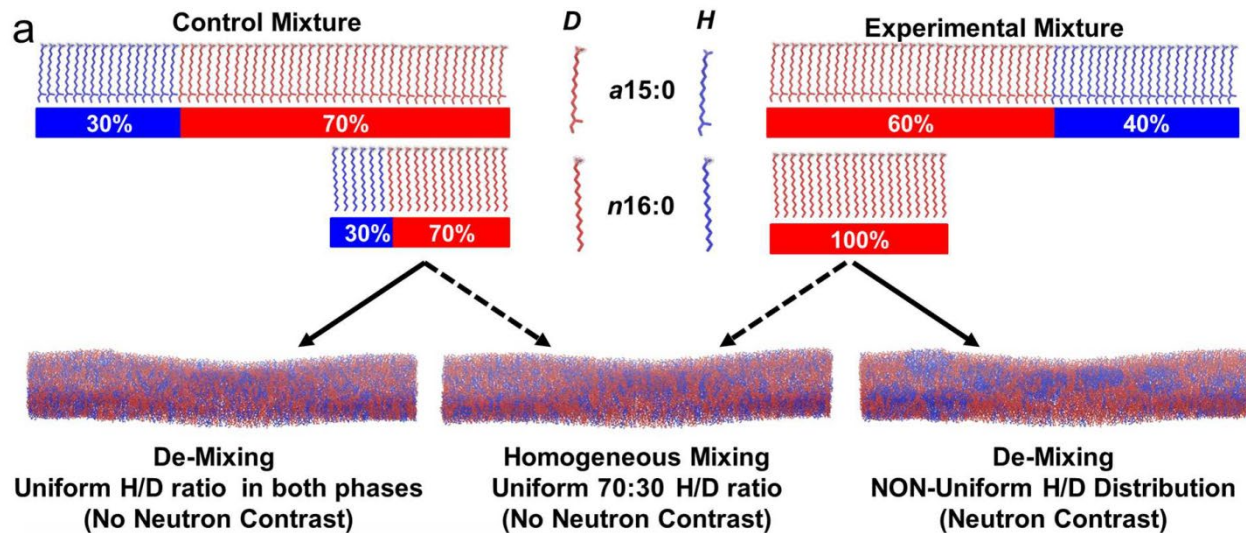 a
Control Mixture
D
H
Experimental Mixture
a15:0
30%
70%
60%
40%
n16:0
30%
70%
100%
De-Mixing
Uniform H/D ratio in both phases
(No Neutron Contrast)
Homogeneous Mixing
Uniform 70:30 H/D ratio
(No Neutron Contrast)
De-Mixing
NON-Uniform H/D Distribution
(Neutron Contrast)